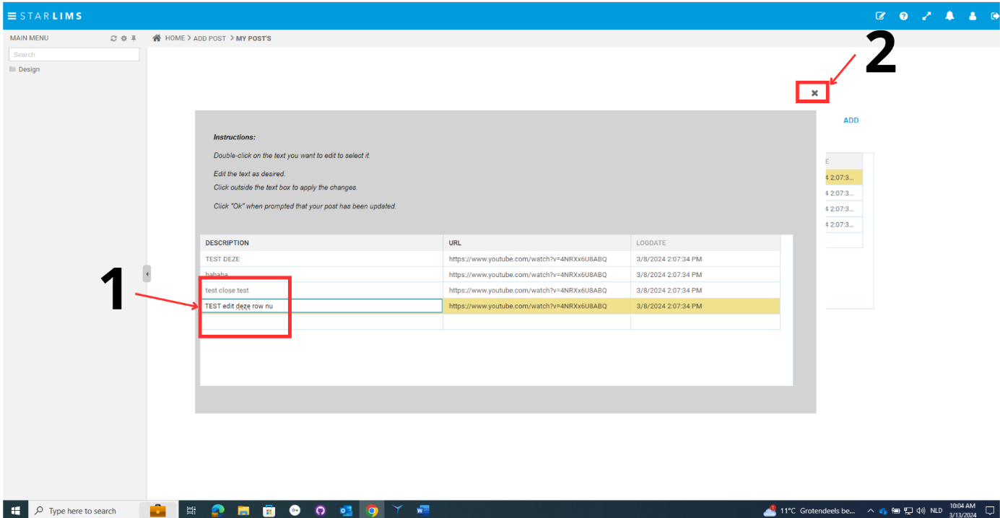 STARLIMS
2
MAIN MENU
HOME > ADD POST > MY POST'S
Search
Design
ADD
Instructions:
Double-click on the text you want to edit to select it.
Edit the text as desired.
Click outside the text box to apply the changes.
Click "Ok" when prompted that your post has been updated.
E
4 2:07:3...
4 2:07:3...
4 2:07:3...
4 2:07:3...
DESCRIPTION URL LOGDATE
TEST DEZE https://www.youtube.com/watch?v=4NRXx6U8ABQ 3/8/2024 2:07:34 PM
https://www.youtube.com/watch?v=4NRXx6U8ABQ 3/8/2024 2:07:34 PM
test close test https://www.youtube.com/watch?v=4NRXx6U8ABQ 3/8/2024 2:07:34 PM
TEST edit deze row nu https://www.youtube.com/watch?v=4NRXx6U8ABQ 3/8/2024 2:07:34 PM
1
Type here to search
11°C Grotendeels be... NLD
10:04 AM
3/13/2024